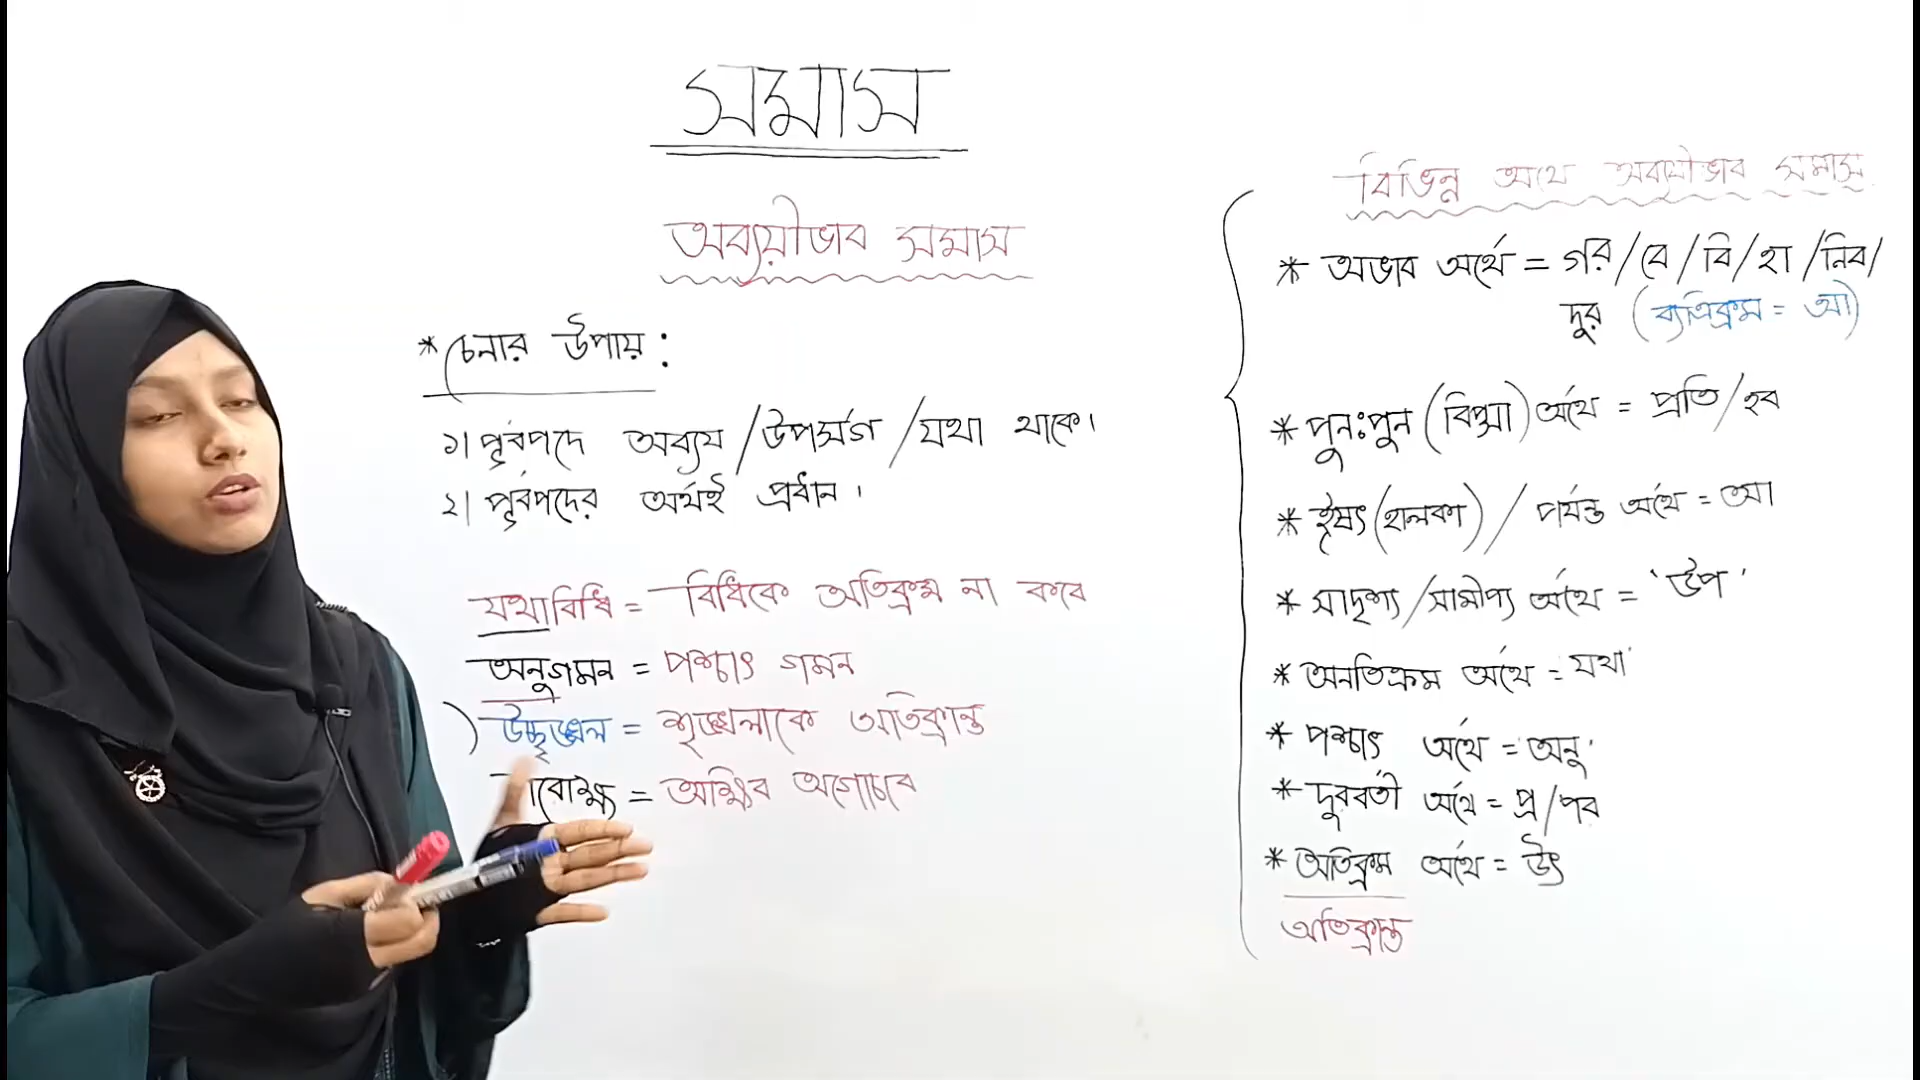 সমাস
অব্যয়ীভাব সমাস
*চেনার উপায় :
১। পূর্বপদে অব্যয় /উপসর্গ /যথা থাকে।
২। পূর্বপদের অর্থই প্রধান।
যথাবিধি = বিধিকে অতিক্রম না করে
অনুগমন = পশ্চাৎ গমন
উচ্ছৃঙ্খল = শৃঙ্খলাকে অতিক্রান্ত
রোক্ষ = অক্ষির অগোচরে
বিভিন্ন অর্থে অব্যয়ীভাব সমাস
* অভাব অর্থে = গর/বে/বি/হা/নির/
দুর (ব্যতিক্রম = আ)
* পুনঃপুন (বিপ্সা) অর্থে = প্রতি/হর
* ঈষৎ(হালকা) / পর্যন্ত অর্থে = আ
* সাদৃশ্য/সামীপ্য অর্থে = 'উপ'
* অনতিক্রম অর্থে = যথা
* পশ্চাৎ অর্থে = অনু
* দূরবর্তী অর্থে = প্র/পর
* অতিক্রম অর্থে = উৎ
অতিক্রান্ত